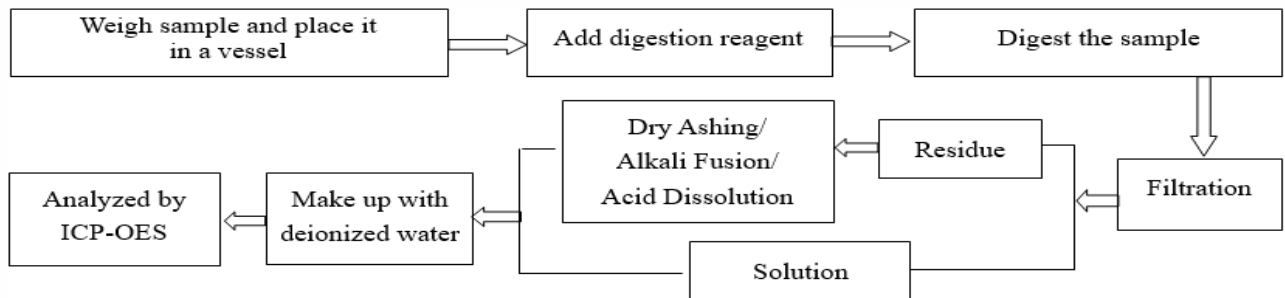 Weigh sample and place it
in a vessel
Add digestion reagent
Digest the sample
Dry Ashing/
Alkali Fusion/
Acid Dissolution
Residue
Filtration
Analyzed by
ICP-OES
Make up with
deionized water
Solution